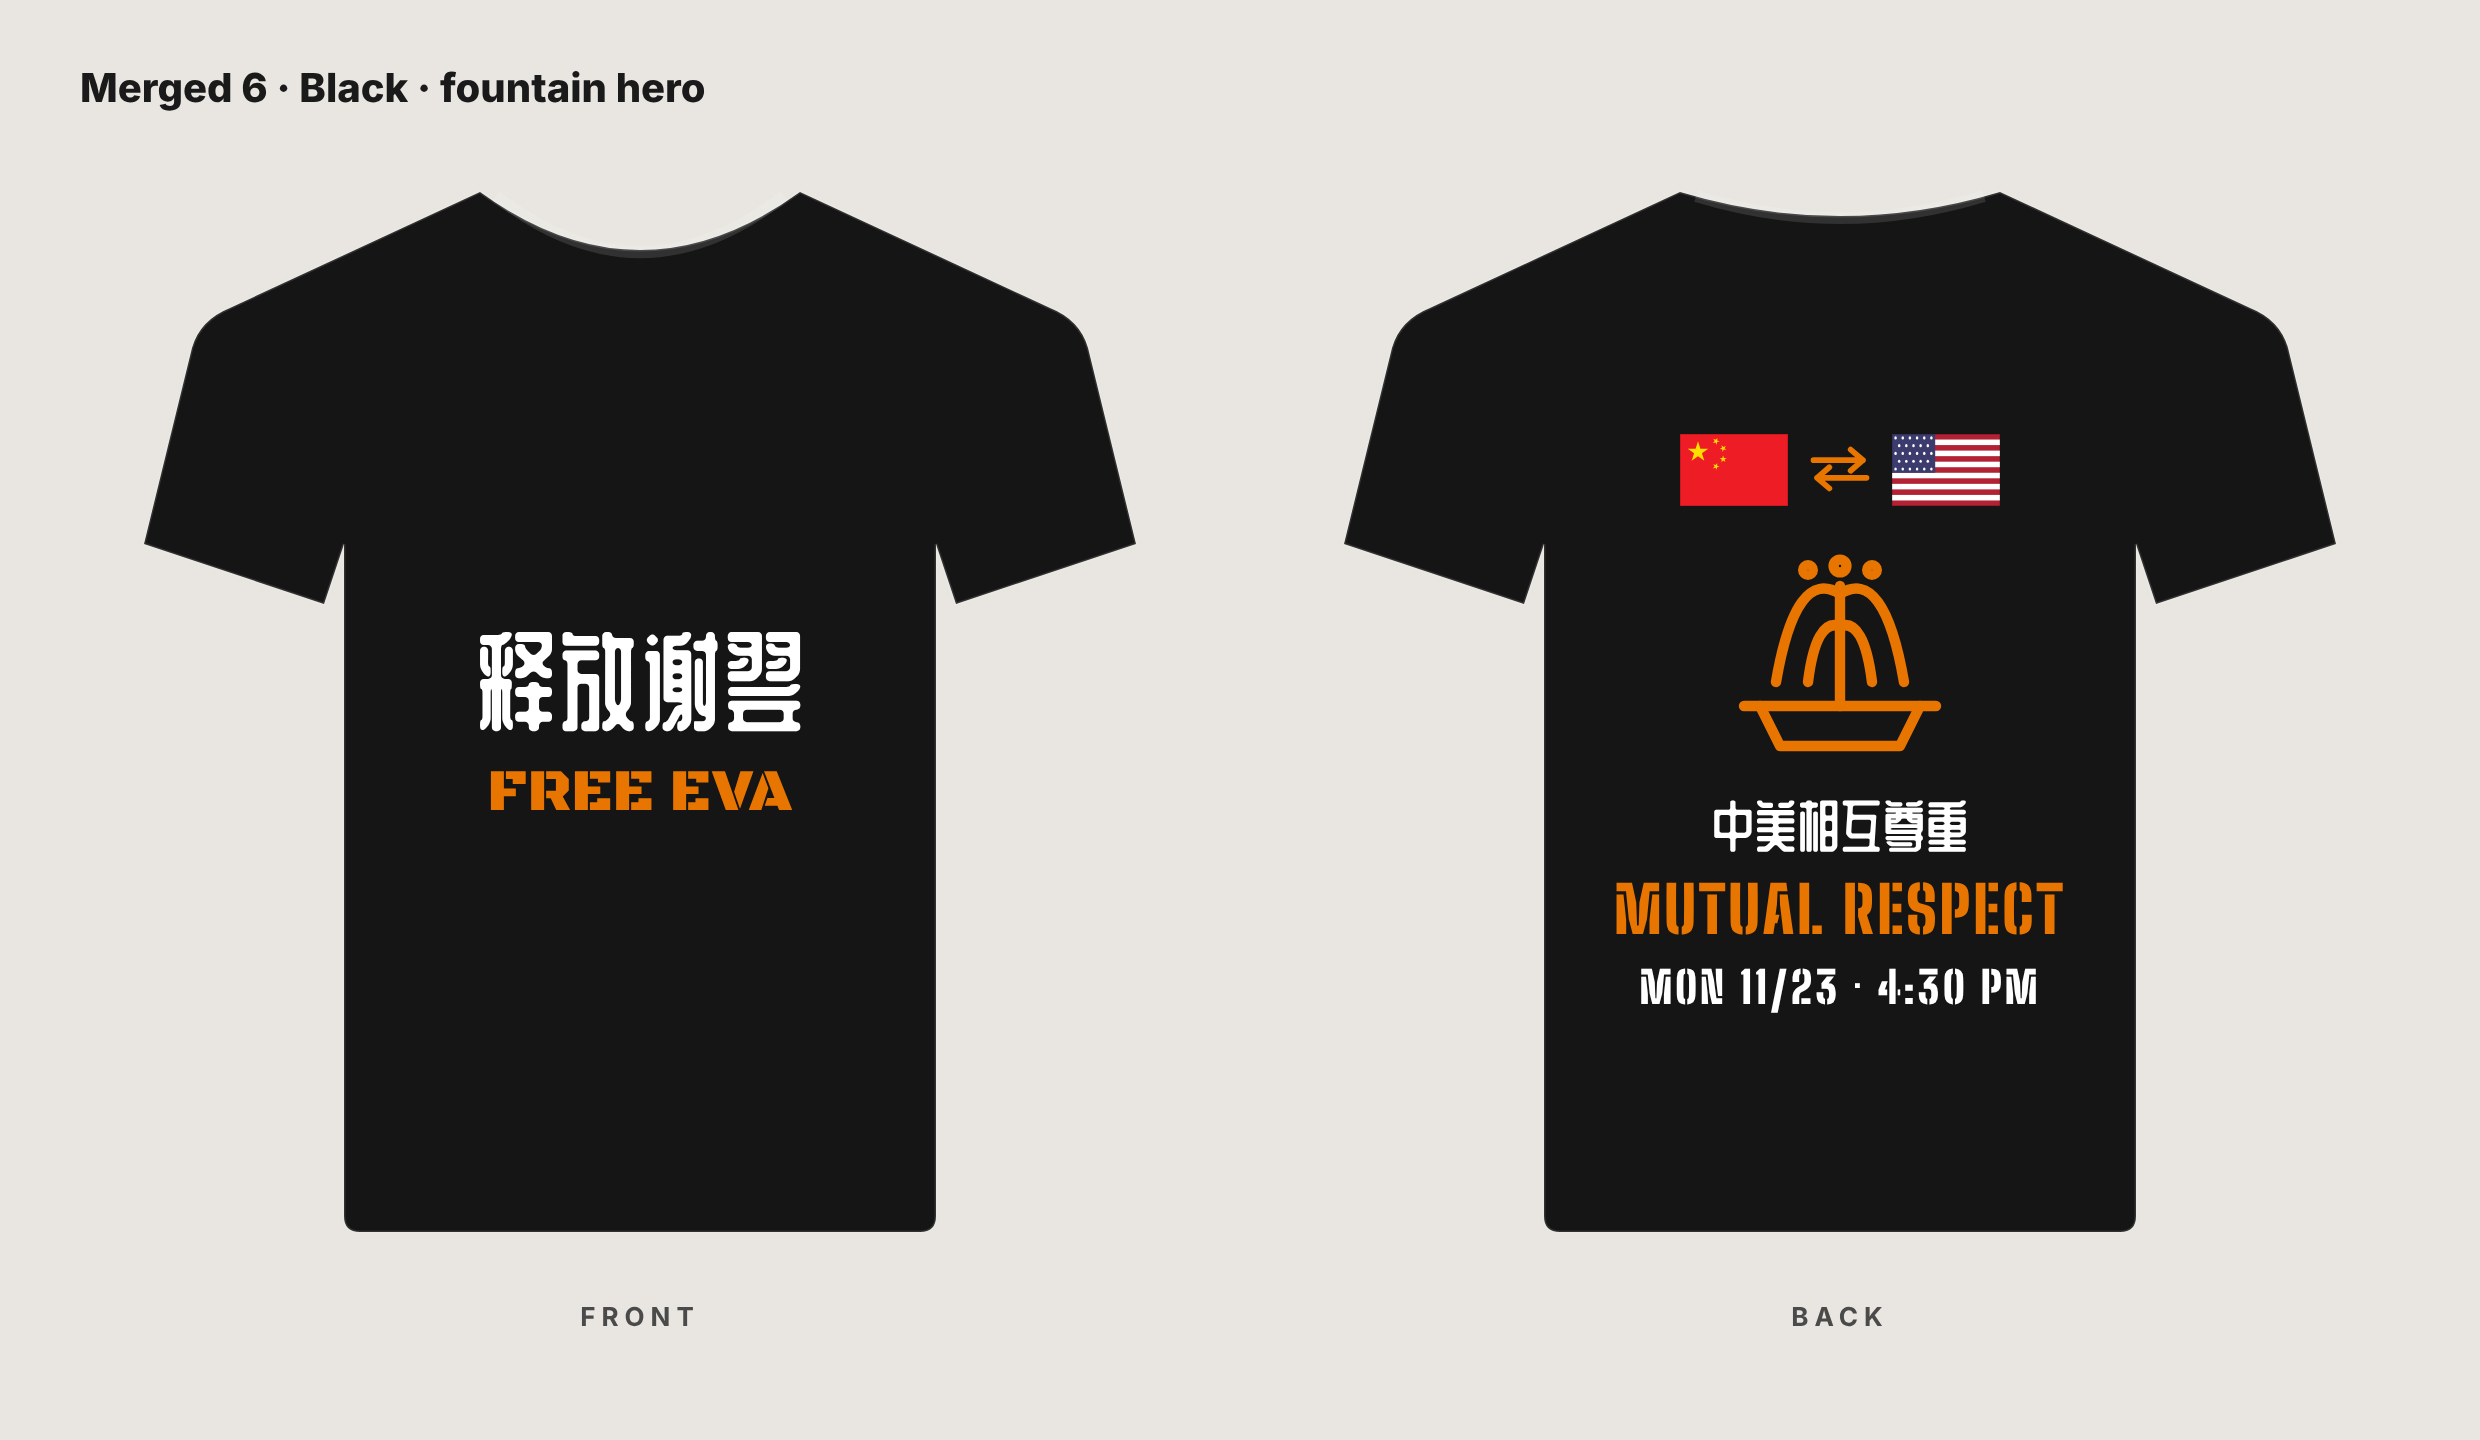 Merged 6 · Black · fountain hero
释放谢翌
FREE EVA
中美相互尊重
MUTUAL RESPECT
MON 11/23 · 4:30 PM
FRONT
BACK